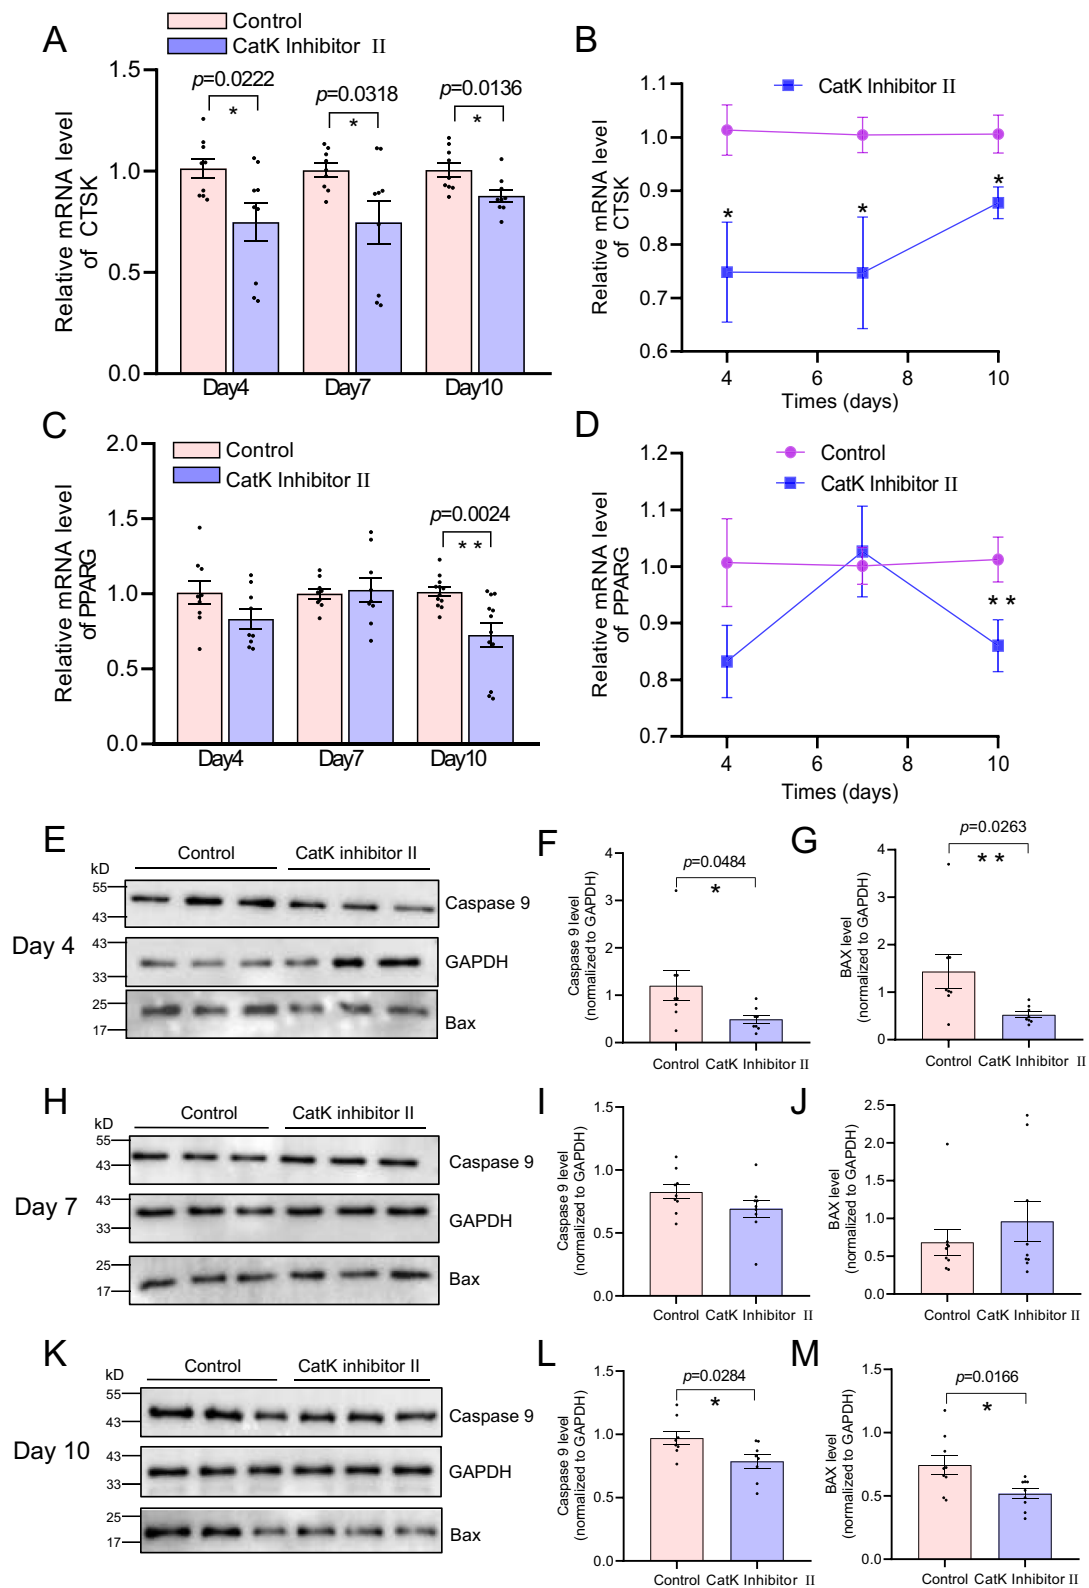 A
Control
CatK Inhibitor II
Relative mRNA level
of CTSK
1.5
1.0
0.5
0.0
p=0.0222
*
p=0.0318
*
p=0.0136
*
Day4
Day7
Day10
B
CatK Inhibitor II
Relative mRNA level
of CTSK
1.1
1.0
0.9
0.8
0.7
0.6
*
*
*
4
6
8
10
Times (days)
C
Control
CatK Inhibitor II
Relative mRNA level
of PPARG
2.0
1.5
1.0
0.5
0.0
p=0.0024
**
Day4
Day7
Day10
D
Control
CatK Inhibitor II
Relative mRNA level
of PPARG
1.2
1.1
1.0
0.9
0.8
0.7
**
4
6
8
10
Times (days)
E
Day 4
kD
Control
CatK inhibitor II
55
43
Caspase 9
43
33
GAPDH
25
17
Bax
F
Caspase 9 level
(normalized to GAPDH)
4
3
2
1
0
p=0.0484
*
Control
CatK Inhibitor II
G
BAX level
(normalized to GAPDH)
4
3
2
1
0
p=0.0263
**
Control
CatK Inhibitor II
H
Day 7
kD
Control
CatK inhibitor II
55
43
Caspase 9
43
33
GAPDH
25
17
Bax
I
Caspase 9 level
(normalized to GAPDH)
1.5
1.0
0.5
0.0
Control
CatK Inhibitor II
J
BAX level
(normalized to GAPDH)
2.5
2.0
1.5
1.0
0.5
0.0
Control
CatK Inhibitor II
K
Day 10
kD
Control
CatK inhibitor II
55
43
Caspase 9
43
33
GAPDH
25
17
Bax
L
Caspase 9 level
(normalized to GAPDH)
1.5
1.0
0.5
0.0
p=0.0284
*
Control
CatK Inhibitor II
M
BAX level
(normalized to GAPDH)
1.5
1.0
0.5
0.0
p=0.0166
*
Control
CatK Inhibitor II